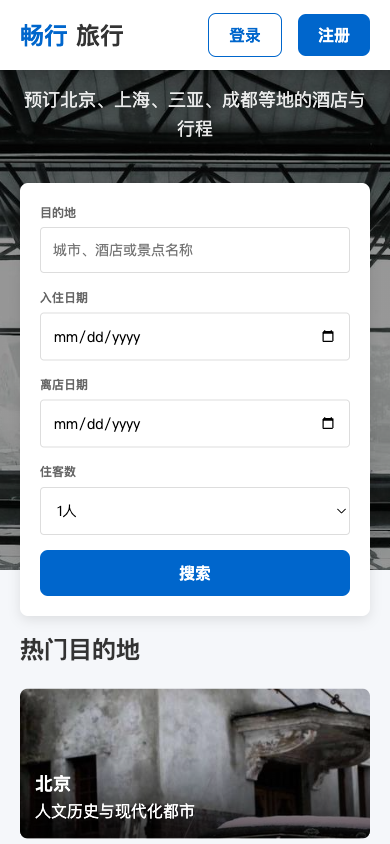 畅行 旅行
登录
注册
预订北京、上海、三亚、成都等地的酒店与
行程
目的地
城市、酒店或景点名称
入住日期
mm/dd/yyyy
离店日期
mm/dd/yyyy
住客数
1人
搜索
热门目的地
北京
人文历史与现代化都市